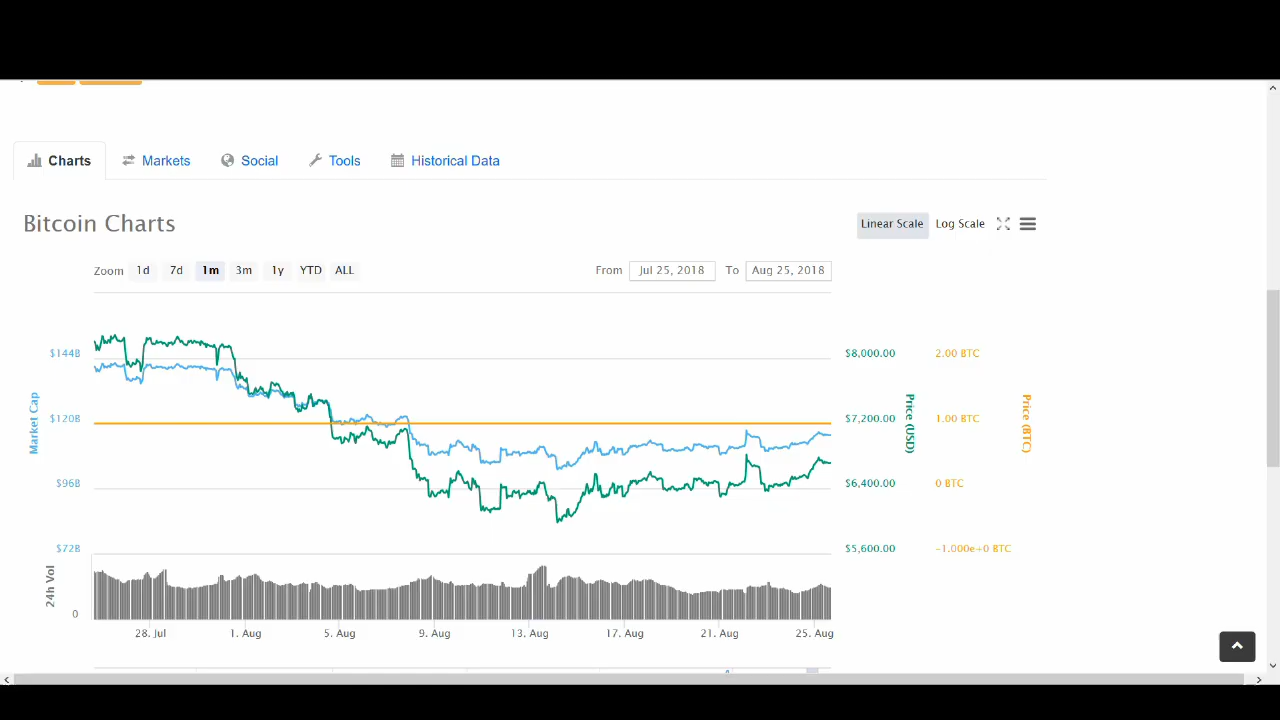 Charts Markets Social Tools Historical Data
Bitcoin Charts
Linear Scale Log Scale
Zoom 1d 7d 1m 3m 1y YTD ALL From Jul 25, 2018 To Aug 25, 2018
$144B $8,000.00 2.00 BTC
$120B $7,200.00 1.00 BTC
$96B $6,400.00 0 BTC
$72B $5,600.00 -1.000e+0 BTC
Market Cap
Price (USD)
Price (BTC)
24h Vol
0
28. Jul 1. Aug 5. Aug 9. Aug 13. Aug 17. Aug 21. Aug 25. Aug